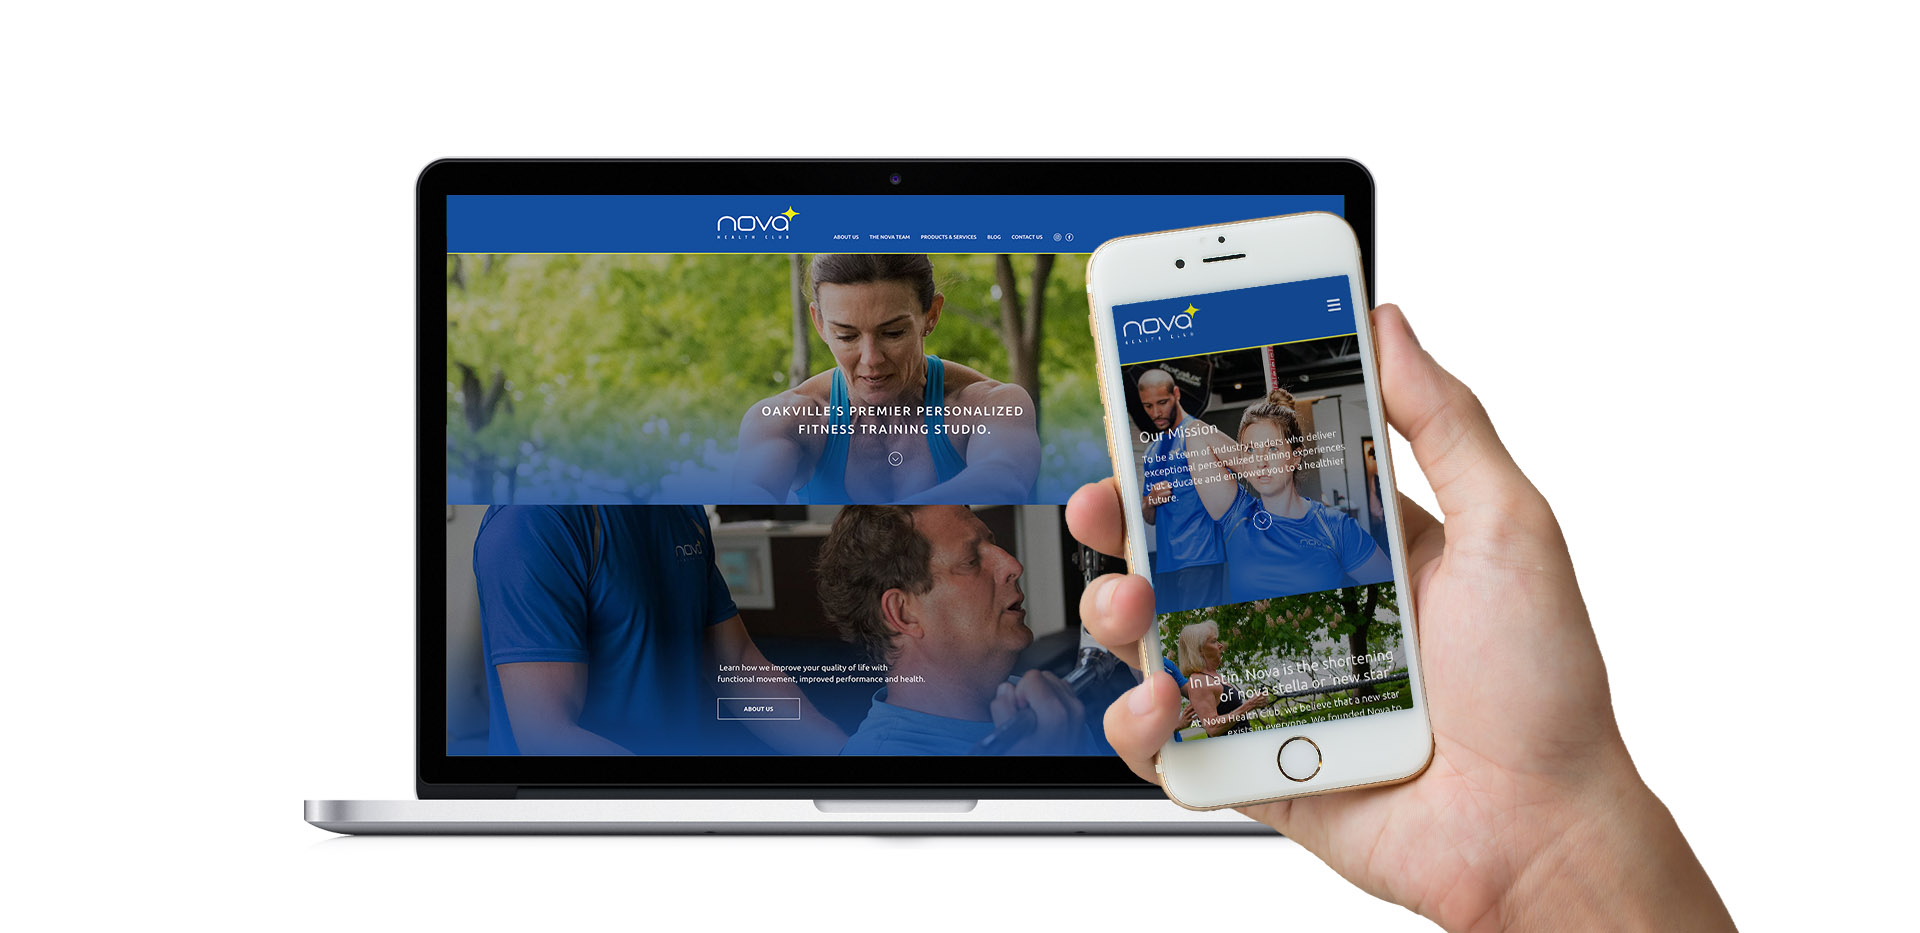 nova
HEALTH CLUB
ABOUT US THE NOVA TEAM PRODUCTS & SERVICES BLOG CONTACT US
OAKVILLE'S PREMIER PERSONALIZED
FITNESS TRAINING STUDIO.
nova
Learn how we improve your quality of life with
functional movement, improved performance and health.
ABOUT US
nova
HEALTH CLUB
Our Mission
To be a team of industry leaders who deliver
exceptional personalized training experiences
that educate and empower you to a healthier
future.
nova
In Latin, Nova is the shortening
of nova stella or 'new star'.
At Nova Health Club, we believe that a new star
exists in everyone. We founded Nova to